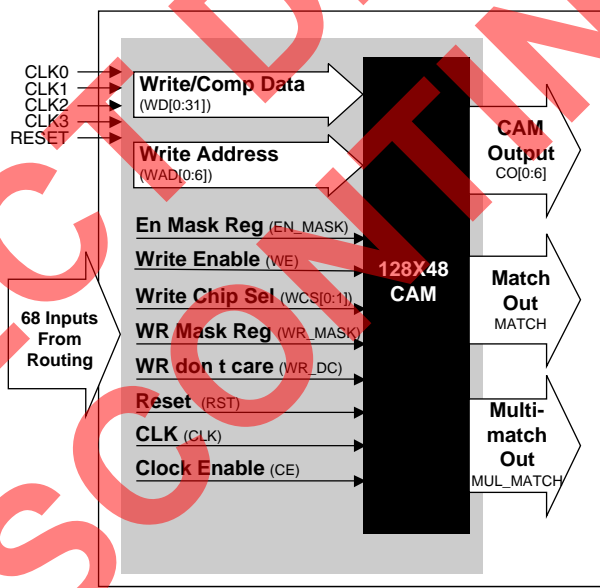 CLK0
CLK1
CLK2
CLK3
RESET
Write/Comp Data
(WD[0:31])
Write Address
(WAD[0:6])
En Mask Reg (EN_MASK)
Write Enable (WE)
Write Chip Sel (WCS[0:1])
WR Mask Reg (WR_MASK)
WR don t care (WR_DC)
Reset (RST)
CLK (CLK)
Clock Enable (CE)
68 Inputs
From
Routing
128X48
CAM
CAM
Output
CO[0:6]
Match
Out
MATCH
Multi-
match
Out
MUL_MATCH